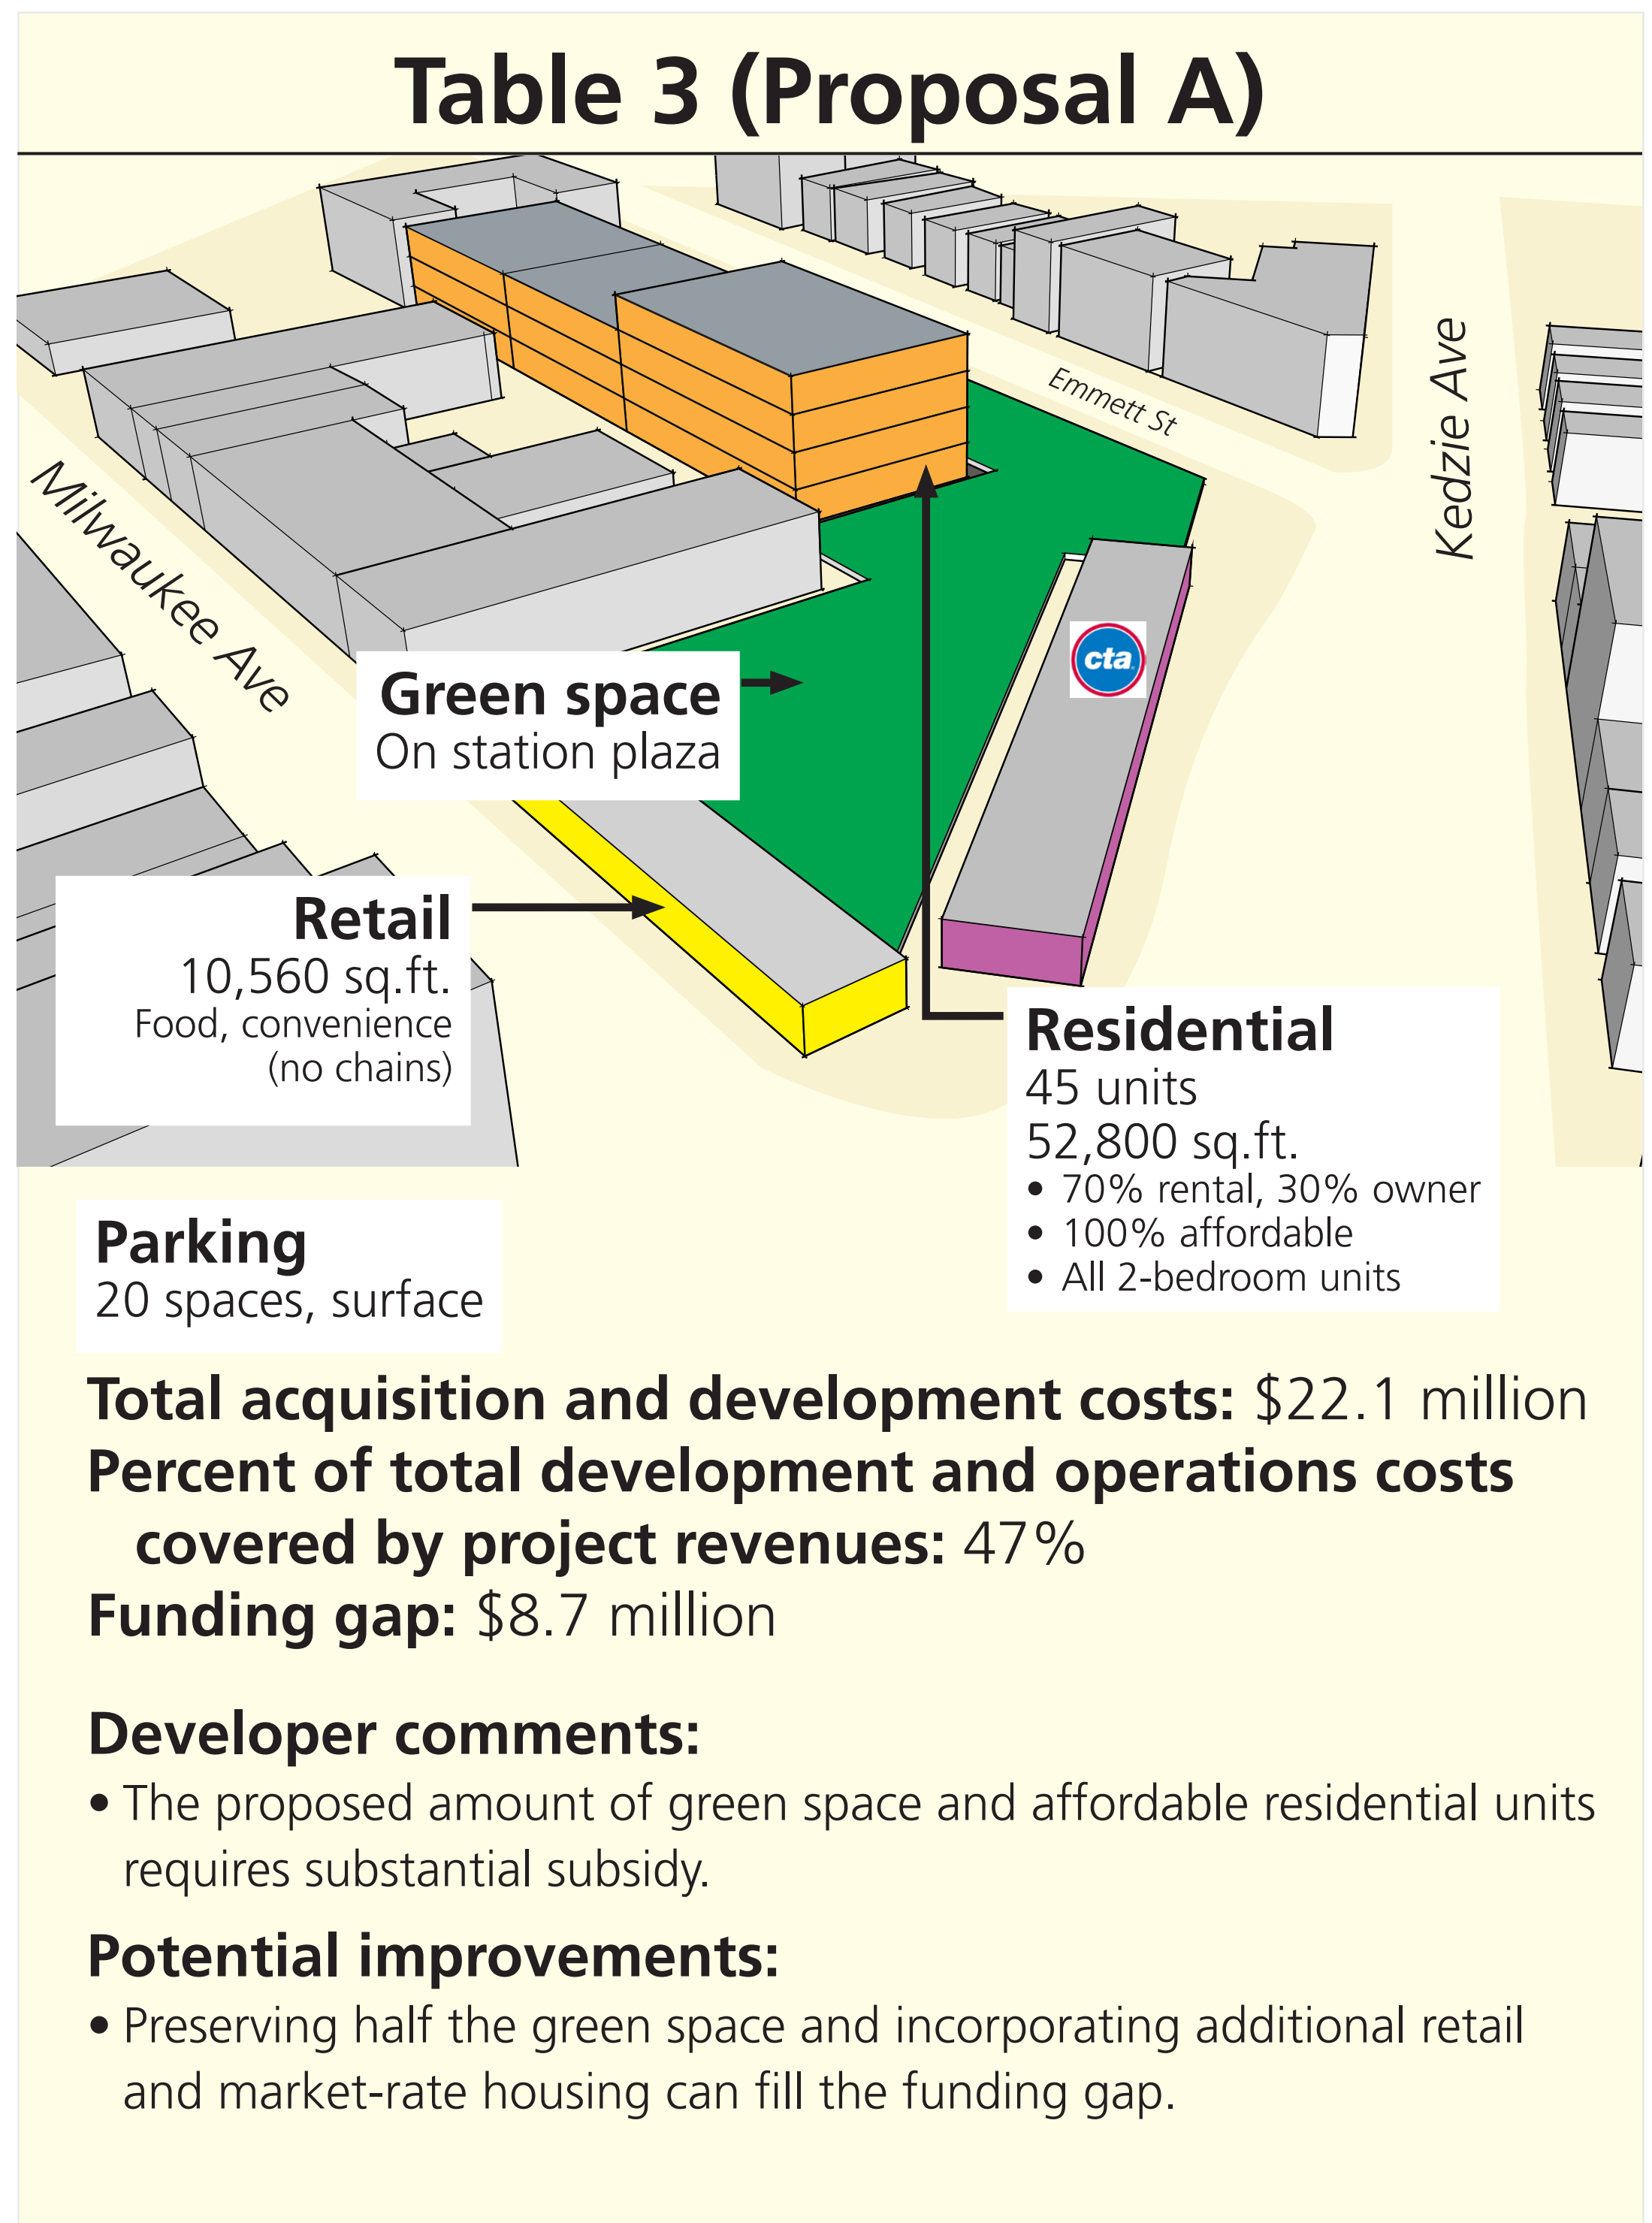 Table 3 (Proposal A)
Emmett St
Kedzie Ave
Milwaukee Ave
cta
Green space
On station plaza
Retail
10,560 sq.ft.
Food, convenience
(no chains)
Residential
45 units
52,800 sq.ft.
• 70% rental, 30% owner
• 100% affordable
• All 2-bedroom units
Parking
20 spaces, surface
Total acquisition and development costs: $22.1 million
Percent of total development and operations costs
covered by project revenues: 47%
Funding gap: $8.7 million
Developer comments:
• The proposed amount of green space and affordable residential units
requires substantial subsidy.
Potential improvements:
• Preserving half the green space and incorporating additional retail
and market-rate housing can fill the funding gap.